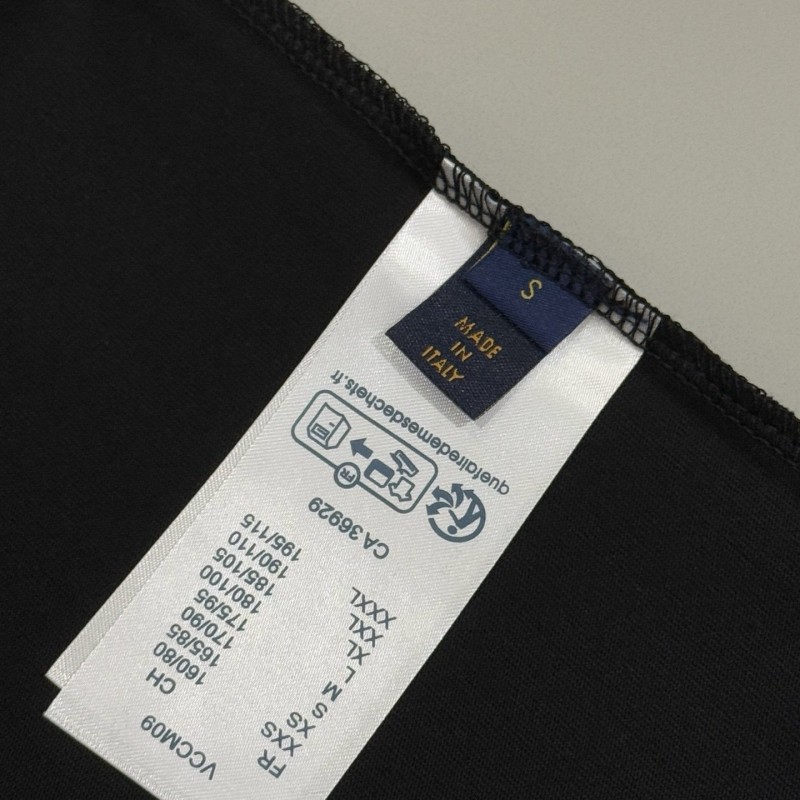 S
MADE
IN
ITALY
VCCM09
FR CH
XXS 160/80
XS 165/85
S 170/90
M 175/95
L 180/100
XL 185/105
XXL 190/110
XXXL 195/115
CA 36929
FR
quefairedemesdechets.fr